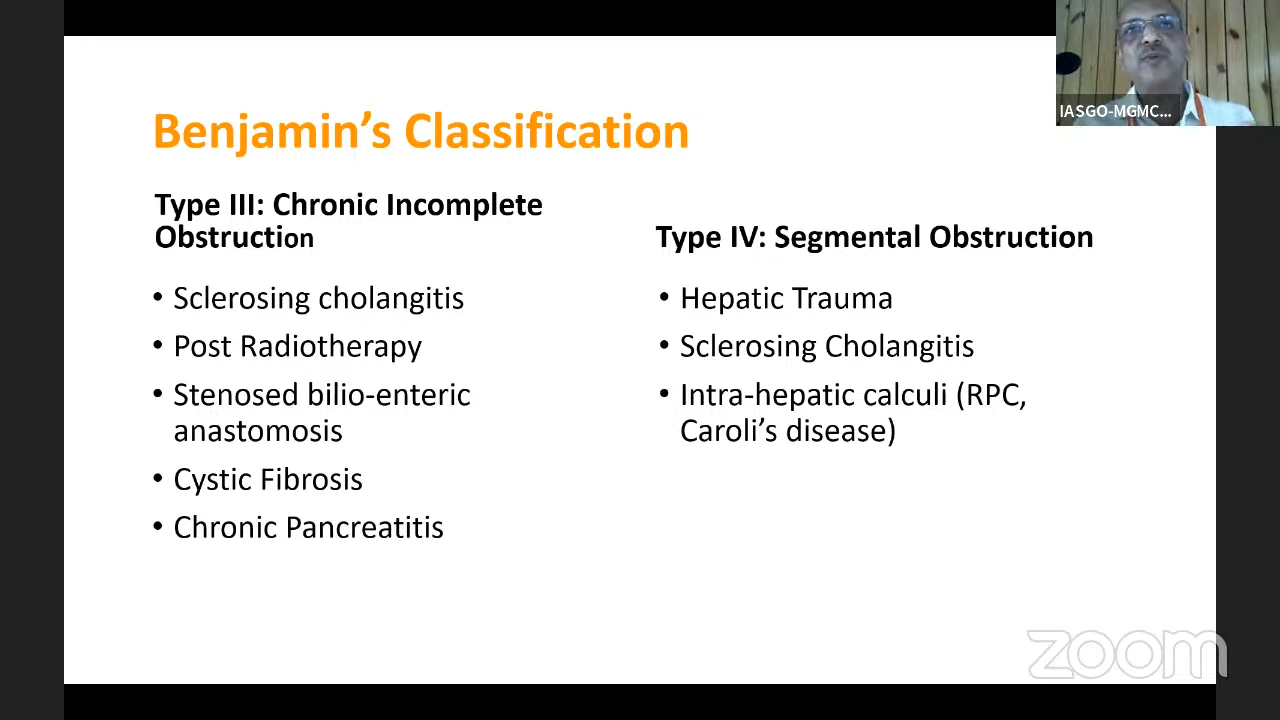 IASGO-MGMC...
Benjamin’s Classification
Type III: Chronic Incomplete
Obstruction
• Sclerosing cholangitis
• Post Radiotherapy
• Stenosed bilio-enteric
anastomosis
• Cystic Fibrosis
• Chronic Pancreatitis
Type IV: Segmental Obstruction
• Hepatic Trauma
• Sclerosing Cholangitis
• Intra-hepatic calculi (RPC,
Caroli’s disease)
zoom